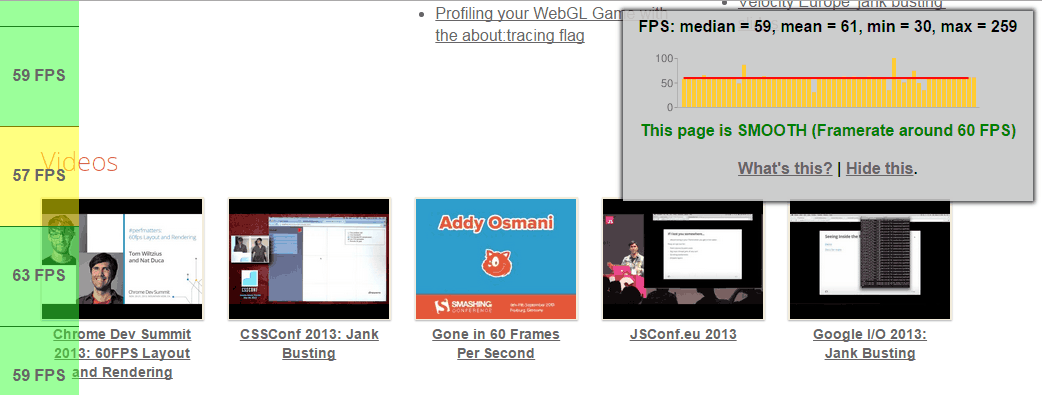 Profiling your WebGL Game with
the about:tracing flag
Velocity Europe jank busting
FPS: median = 59, mean = 61, min = 30, max = 259
100
50
0
This page is SMOOTH (Framerate around 60 FPS)
What's this? | Hide this.
59 FPS
57 FPS
63 FPS
59 FPS
Videos
#perfmatters:
60fps Layout and Rendering
Tom Wiltzius
and Nat Duca
Chrome Dev Summit
Addy Osmani
SMASHING
CONFERENCE
Seeing inside the
Chrome Dev Summit
2013: 60FPS Layout
and Rendering
CSSConf 2013: Jank
Busting
Gone in 60 Frames
Per Second
JSConf.eu 2013
Google I/O 2013:
Jank Busting